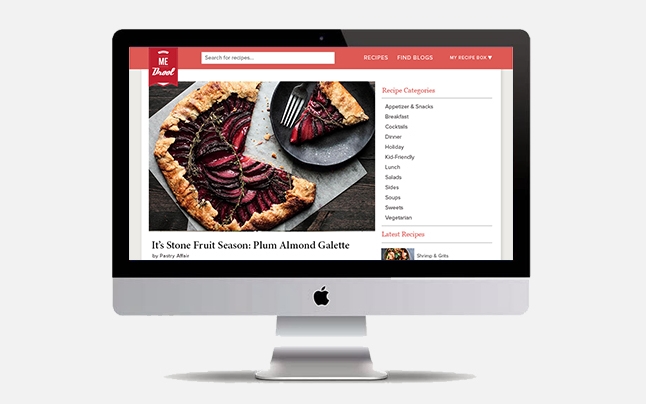 ME
Drool
Search for recipes...
RECIPES
FIND BLOGS
MY RECIPE BOX ▼
Recipe Categories
Appetizer & Snacks
Breakfast
Cocktails
Dinner
Holiday
Kid-Friendly
Lunch
Salads
Sides
Soups
Sweets
Vegetarian
It's Stone Fruit Season: Plum Almond Galette
by Pastry Affair
Latest Recipes
Shrimp & Grits